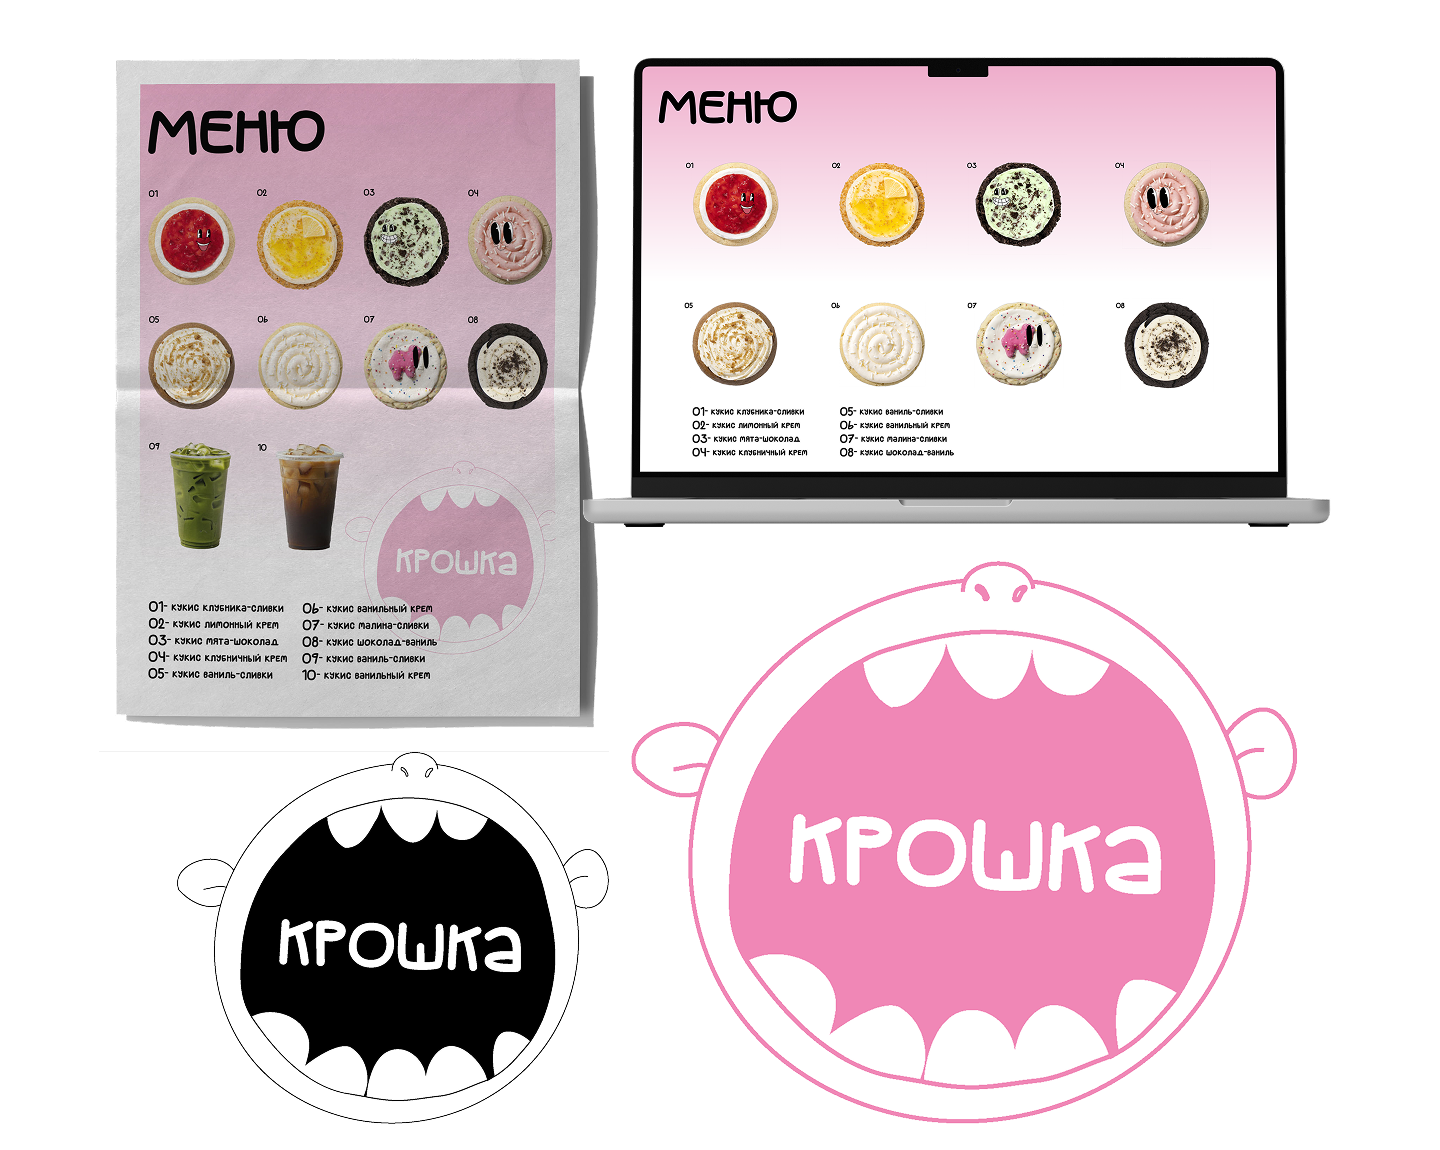 МЕНЮ
01 02 03 04
05 06 07 08
09 10
КРОШКА
01- КУКИС КЛУБНИКА-СЛИВКИ
02- КУКИС ЛИМОННЫЙ КРЕМ
03- КУКИС МЯТА-ШОКОЛАД
04- КУКИС КЛУБНИЧНЫЙ КРЕМ
05- КУКИС ВАНИЛЬ-СЛИВКИ
06- КУКИС ВАНИЛЬНЫЙ КРЕМ
07- КУКИС МАЛИНА-СЛИВКИ
08- КУКИС ШОКОЛАД-ВАНИЛЬ
09- КУКИС ВАНИЛЬ-СЛИВКИ
10- КУКИС ВАНИЛЬНЫЙ КРЕМ
МЕНЮ
01 02 03 04
05 06 07 08
01- КУКИС КЛУБНИКА-СЛИВКИ
02- КУКИС ЛИМОННЫЙ КРЕМ
03- КУКИС МЯТА-ШОКОЛАД
04- КУКИС КЛУБНИЧНЫЙ КРЕМ
05- КУКИС ВАНИЛЬ-СЛИВКИ
06- КУКИС ВАНИЛЬНЫЙ КРЕМ
07- КУКИС МАЛИНА-СЛИВКИ
08- КУКИС ШОКОЛАД-ВАНИЛЬ
КРОШКА
КРОШКА